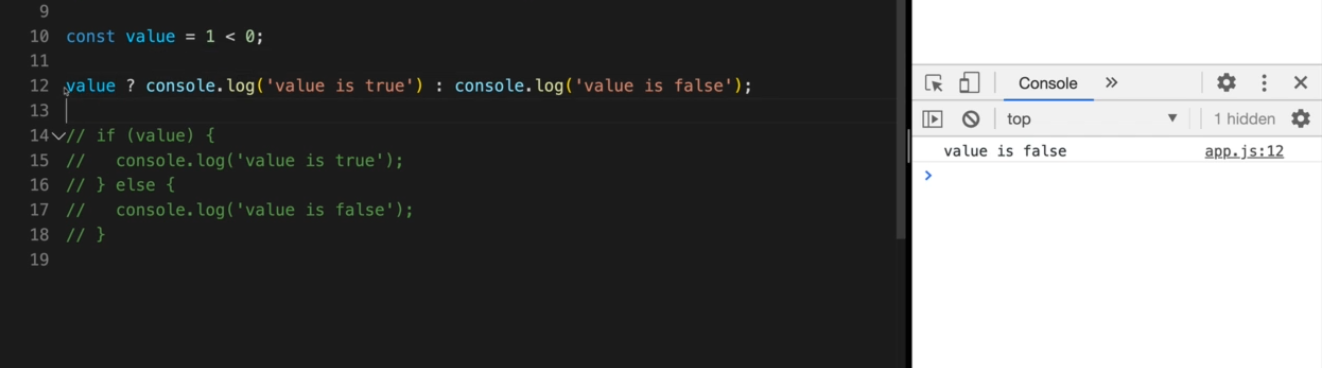 9
10 const value = 1 < 0;
11
12 value ? console.log('value is true') : console.log('value is false');
13
14 // if (value) {
15 //   console.log('value is true');
16 // } else {
17 //   console.log('value is false');
18 // }
19
Console »
top 1 hidden
value is false app.js:12
>